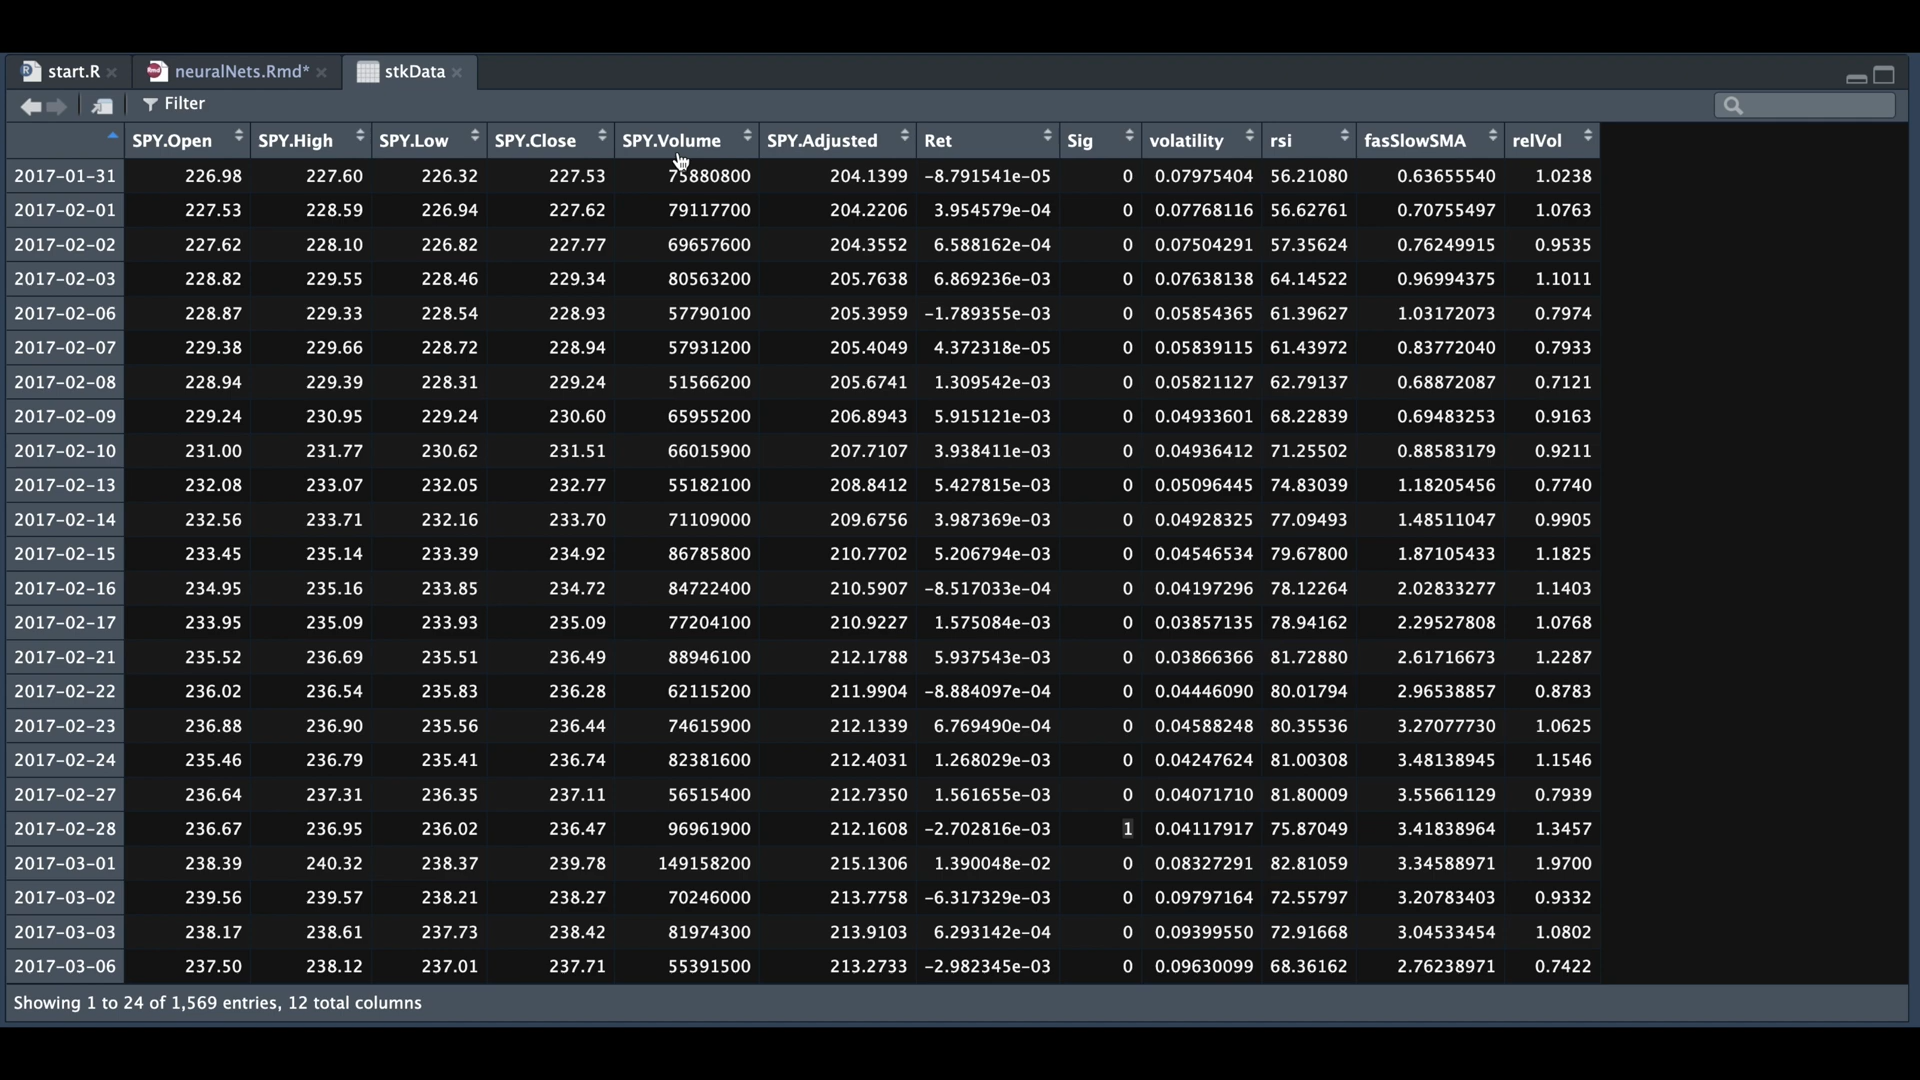 start.R neuralNets.Rmd* stkData
Filter
SPY.Open SPY.High SPY.Low SPY.Close SPY.Volume SPY.Adjusted Ret Sig volatility rsi fasSlowSMA relVol
2017-01-31 226.98 227.60 226.32 227.53 75880800 204.1399 -8.791541e-05 0 0.07975404 56.21080 0.63655540 1.0238
2017-02-01 227.53 228.59 226.94 227.62 79117700 204.2206 3.954579e-04 0 0.07768116 56.62761 0.70755497 1.0763
2017-02-02 227.62 228.10 226.82 227.77 69657600 204.3552 6.588162e-04 0 0.07504291 57.35624 0.76249915 0.9535
2017-02-03 228.82 229.55 228.46 229.34 80563200 205.7638 6.869236e-03 0 0.07638138 64.14522 0.96994375 1.1011
2017-02-06 228.87 229.33 228.54 228.93 57790100 205.3959 -1.789355e-03 0 0.05854365 61.39627 1.03172073 0.7974
2017-02-07 229.38 229.66 228.72 228.94 57931200 205.4049 4.372318e-05 0 0.05839115 61.43972 0.83772040 0.7933
2017-02-08 228.94 229.39 228.31 229.24 51566200 205.6741 1.309542e-03 0 0.05821127 62.79137 0.68872087 0.7121
2017-02-09 229.24 230.95 229.24 230.60 65955200 206.8943 5.915121e-03 0 0.04933601 68.22839 0.69483253 0.9163
2017-02-10 231.00 231.77 230.62 231.51 66015900 207.7107 3.938411e-03 0 0.04936412 71.25502 0.88583179 0.9211
2017-02-13 232.08 233.07 232.05 232.77 55182100 208.8412 5.427815e-03 0 0.05096445 74.83039 1.18205456 0.7740
2017-02-14 232.56 233.71 232.16 233.70 71109000 209.6756 3.987369e-03 0 0.04928325 77.09493 1.48511047 0.9905
2017-02-15 233.45 235.14 233.39 234.92 86785800 210.7702 5.206794e-03 0 0.04546534 79.67800 1.87105433 1.1825
2017-02-16 234.95 235.16 233.85 234.72 84722400 210.5907 -8.517033e-04 0 0.04197296 78.12264 2.02833277 1.1403
2017-02-17 233.95 235.09 233.93 235.09 77204100 210.9227 1.575084e-03 0 0.03857135 78.94162 2.29527808 1.0768
2017-02-21 235.52 236.69 235.51 236.49 88946100 212.1788 5.937543e-03 0 0.03866366 81.72880 2.61716673 1.2287
2017-02-22 236.02 236.54 235.83 236.28 62115200 211.9904 -8.884097e-04 0 0.04446090 80.01794 2.96538857 0.8783
2017-02-23 236.88 236.90 235.56 236.44 74615900 212.1339 6.769490e-04 0 0.04588248 80.35536 3.27077730 1.0625
2017-02-24 235.46 236.79 235.41 236.74 82381600 212.4031 1.268029e-03 0 0.04247624 81.00308 3.48138945 1.1546
2017-02-27 236.64 237.31 236.35 237.11 56515400 212.7350 1.561655e-03 0 0.04071710 81.80009 3.55661129 0.7939
2017-02-28 236.67 236.95 236.02 236.47 96961900 212.1608 -2.702816e-03 1 0.04117917 75.87049 3.41838964 1.3457
2017-03-01 238.39 240.32 238.37 239.78 149158200 215.1306 1.390048e-02 0 0.08327291 82.81059 3.34588971 1.9700
2017-03-02 239.56 239.57 238.21 238.27 70246000 213.7758 -6.317329e-03 0 0.09797164 72.55797 3.20783403 0.9332
2017-03-03 238.17 238.61 237.73 238.42 81974300 213.9103 6.293142e-04 0 0.09399550 72.91668 3.04533454 1.0802
2017-03-06 237.50 238.12 237.01 237.71 55391500 213.2733 -2.982345e-03 0 0.09630099 68.36162 2.76238971 0.7422
Showing 1 to 24 of 1,569 entries, 12 total columns